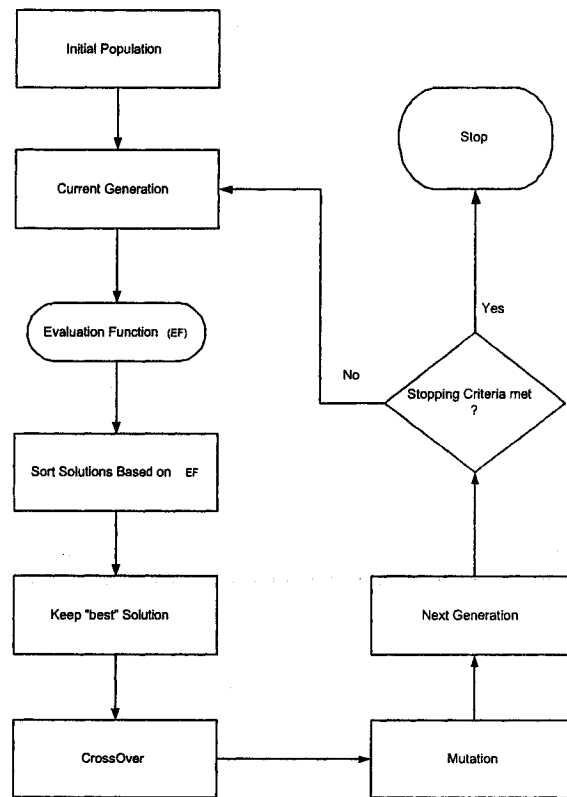 Initial Population
Current Generation
Evaluation Function (EF)
Sort Solutions Based on EF
Keep "best" Solution
CrossOver
Mutation
Next Generation
Stopping Criteria met
?
No
Yes
Stop